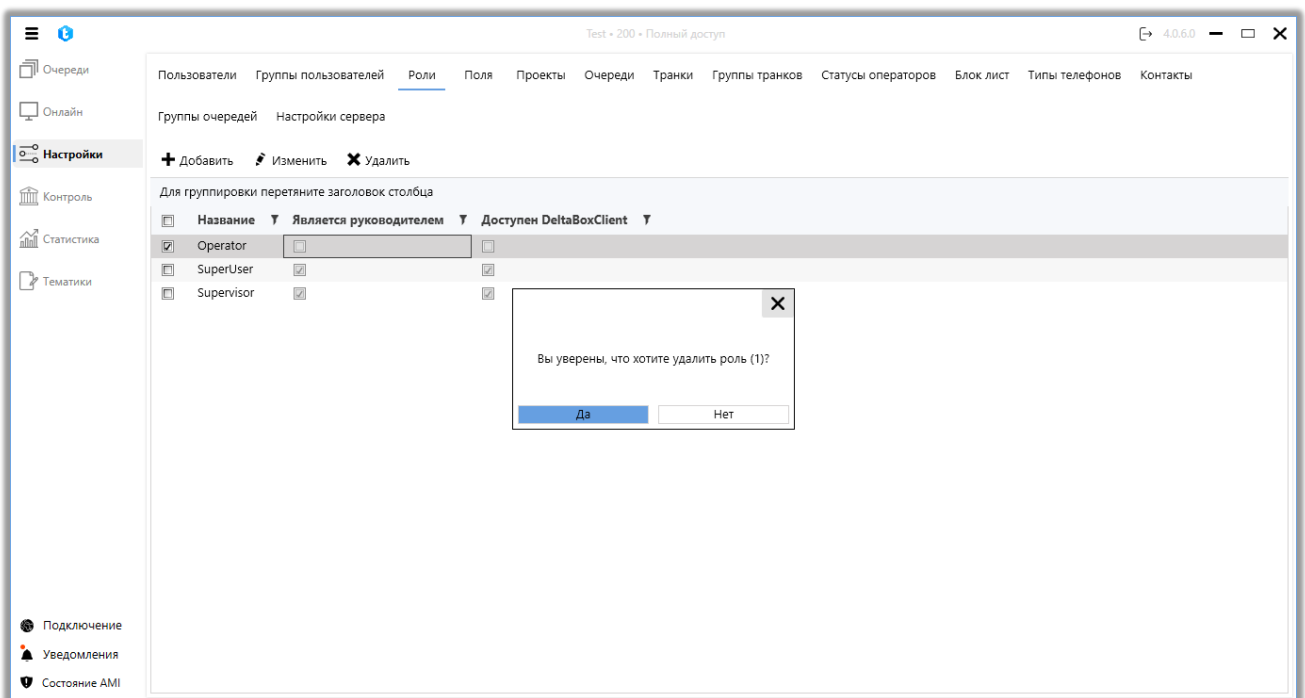 Test • 200 • Полный доступ
4.0.6.0
Очереди
Онлайн
Настройки
Контроль
Статистика
Тематики
Подключение
Уведомления
Состояние AMI
Пользователи Группы пользователей Роли Поля Проекты Очереди Транки Группы транков Статусы операторов Блок лист Типы телефонов Контакты
Группы очередей Настройки сервера
Добавить Изменить Удалить
Для группировки перетяните заголовок столбца
Название Является руководителем Доступен DeltaBoxClient
Operator
SuperUser
Supervisor
Вы уверены, что хотите удалить роль (1)?
Да Нет